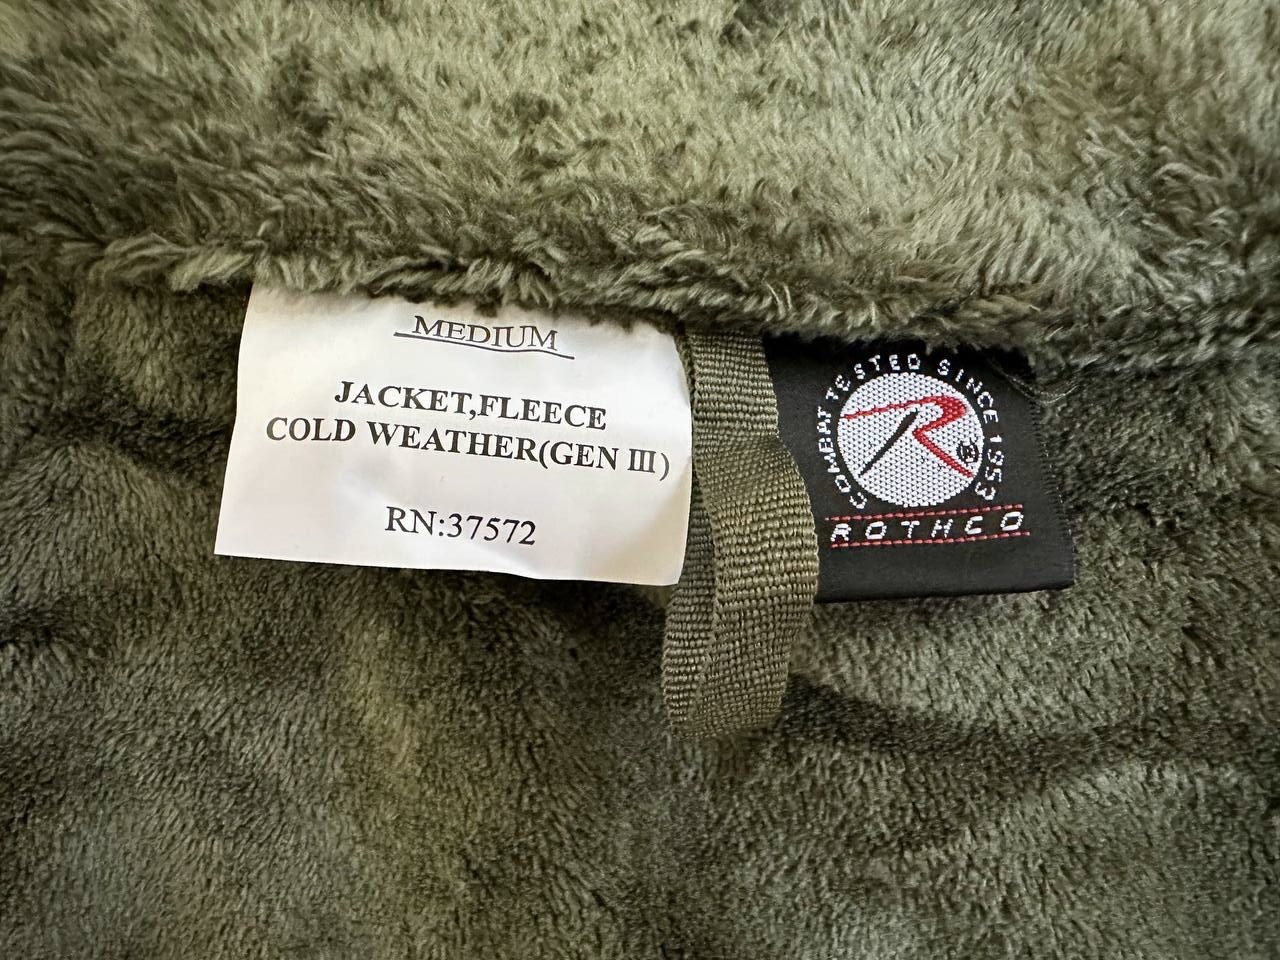 MEDIUM
JACKET,FLEECE
COLD WEATHER(GEN III)
RN:37572
COMBAT TESTED SINCE 1953
R
®
ROTHCO